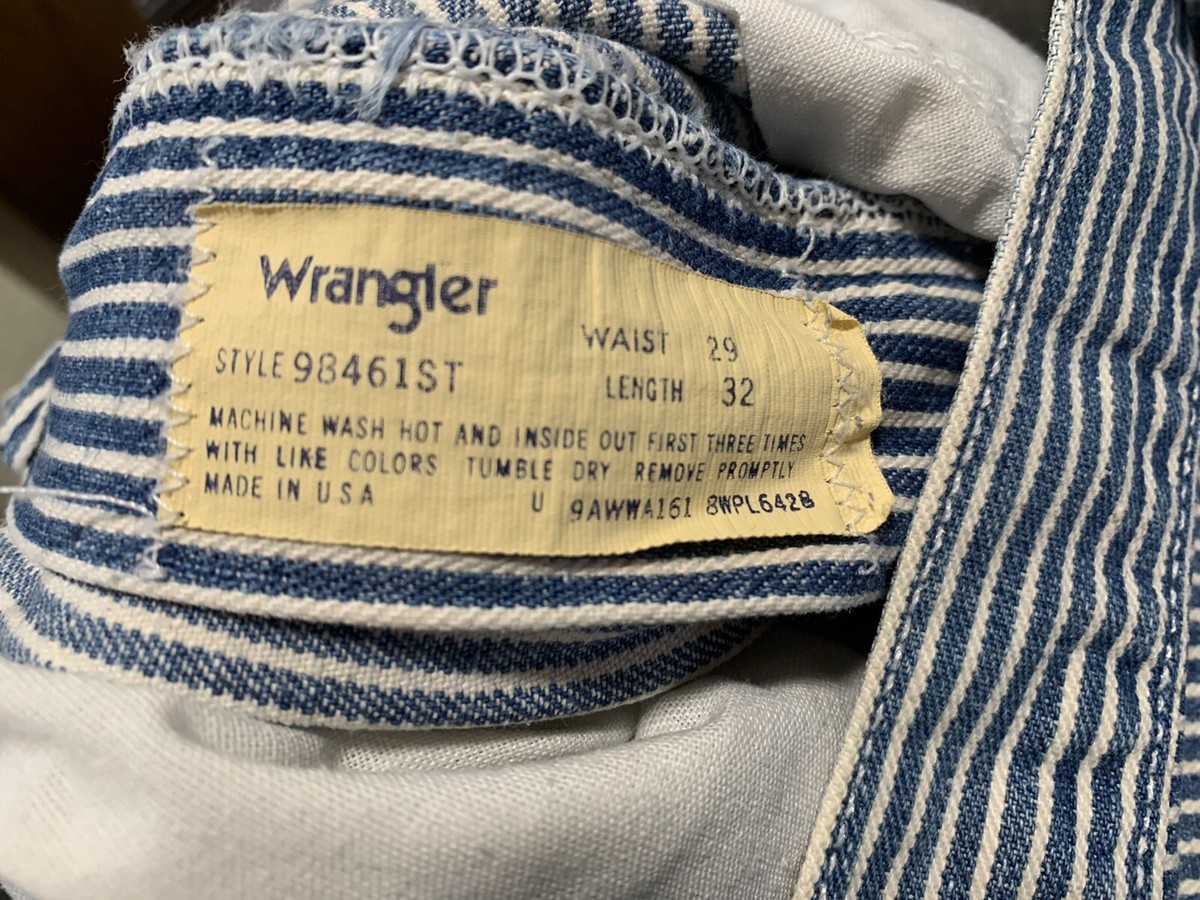 Wrangler
WAIST 29
STYLE 98461ST
LENGTH 32
MACHINE WASH HOT AND INSIDE OUT FIRST THREE TIMES
WITH LIKE COLORS TUMBLE DRY REMOVE PROMPTLY
MADE IN USA U 9AWWA161 8WPL6428